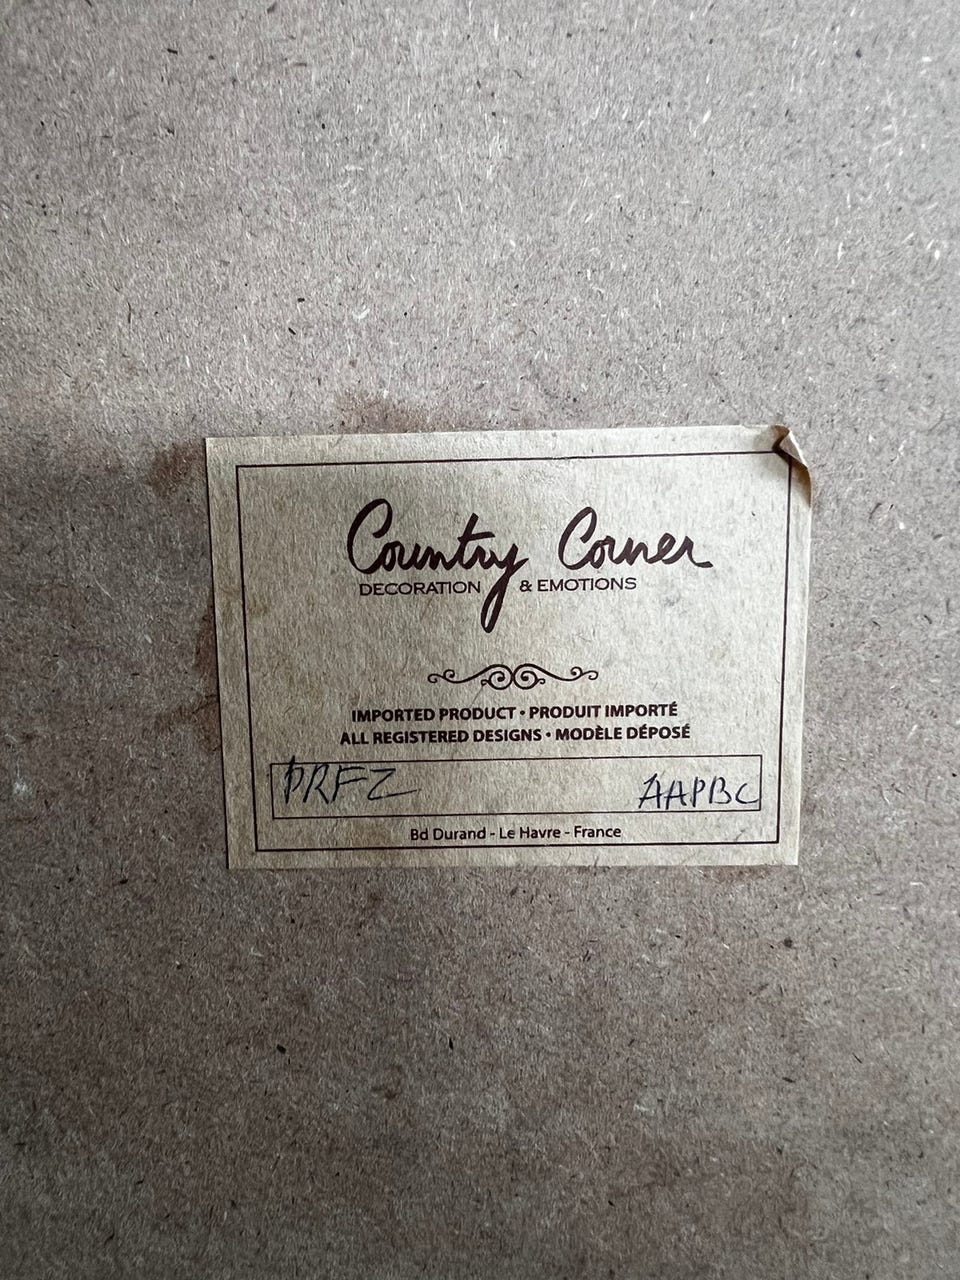 Country Corner
DECORATION & EMOTIONS
IMPORTED PRODUCT • PRODUIT IMPORTÉ
ALL REGISTERED DESIGNS • MODÈLE DÉPOSÉ
PRFZ AAPBC
Bd Durand - Le Havre - France